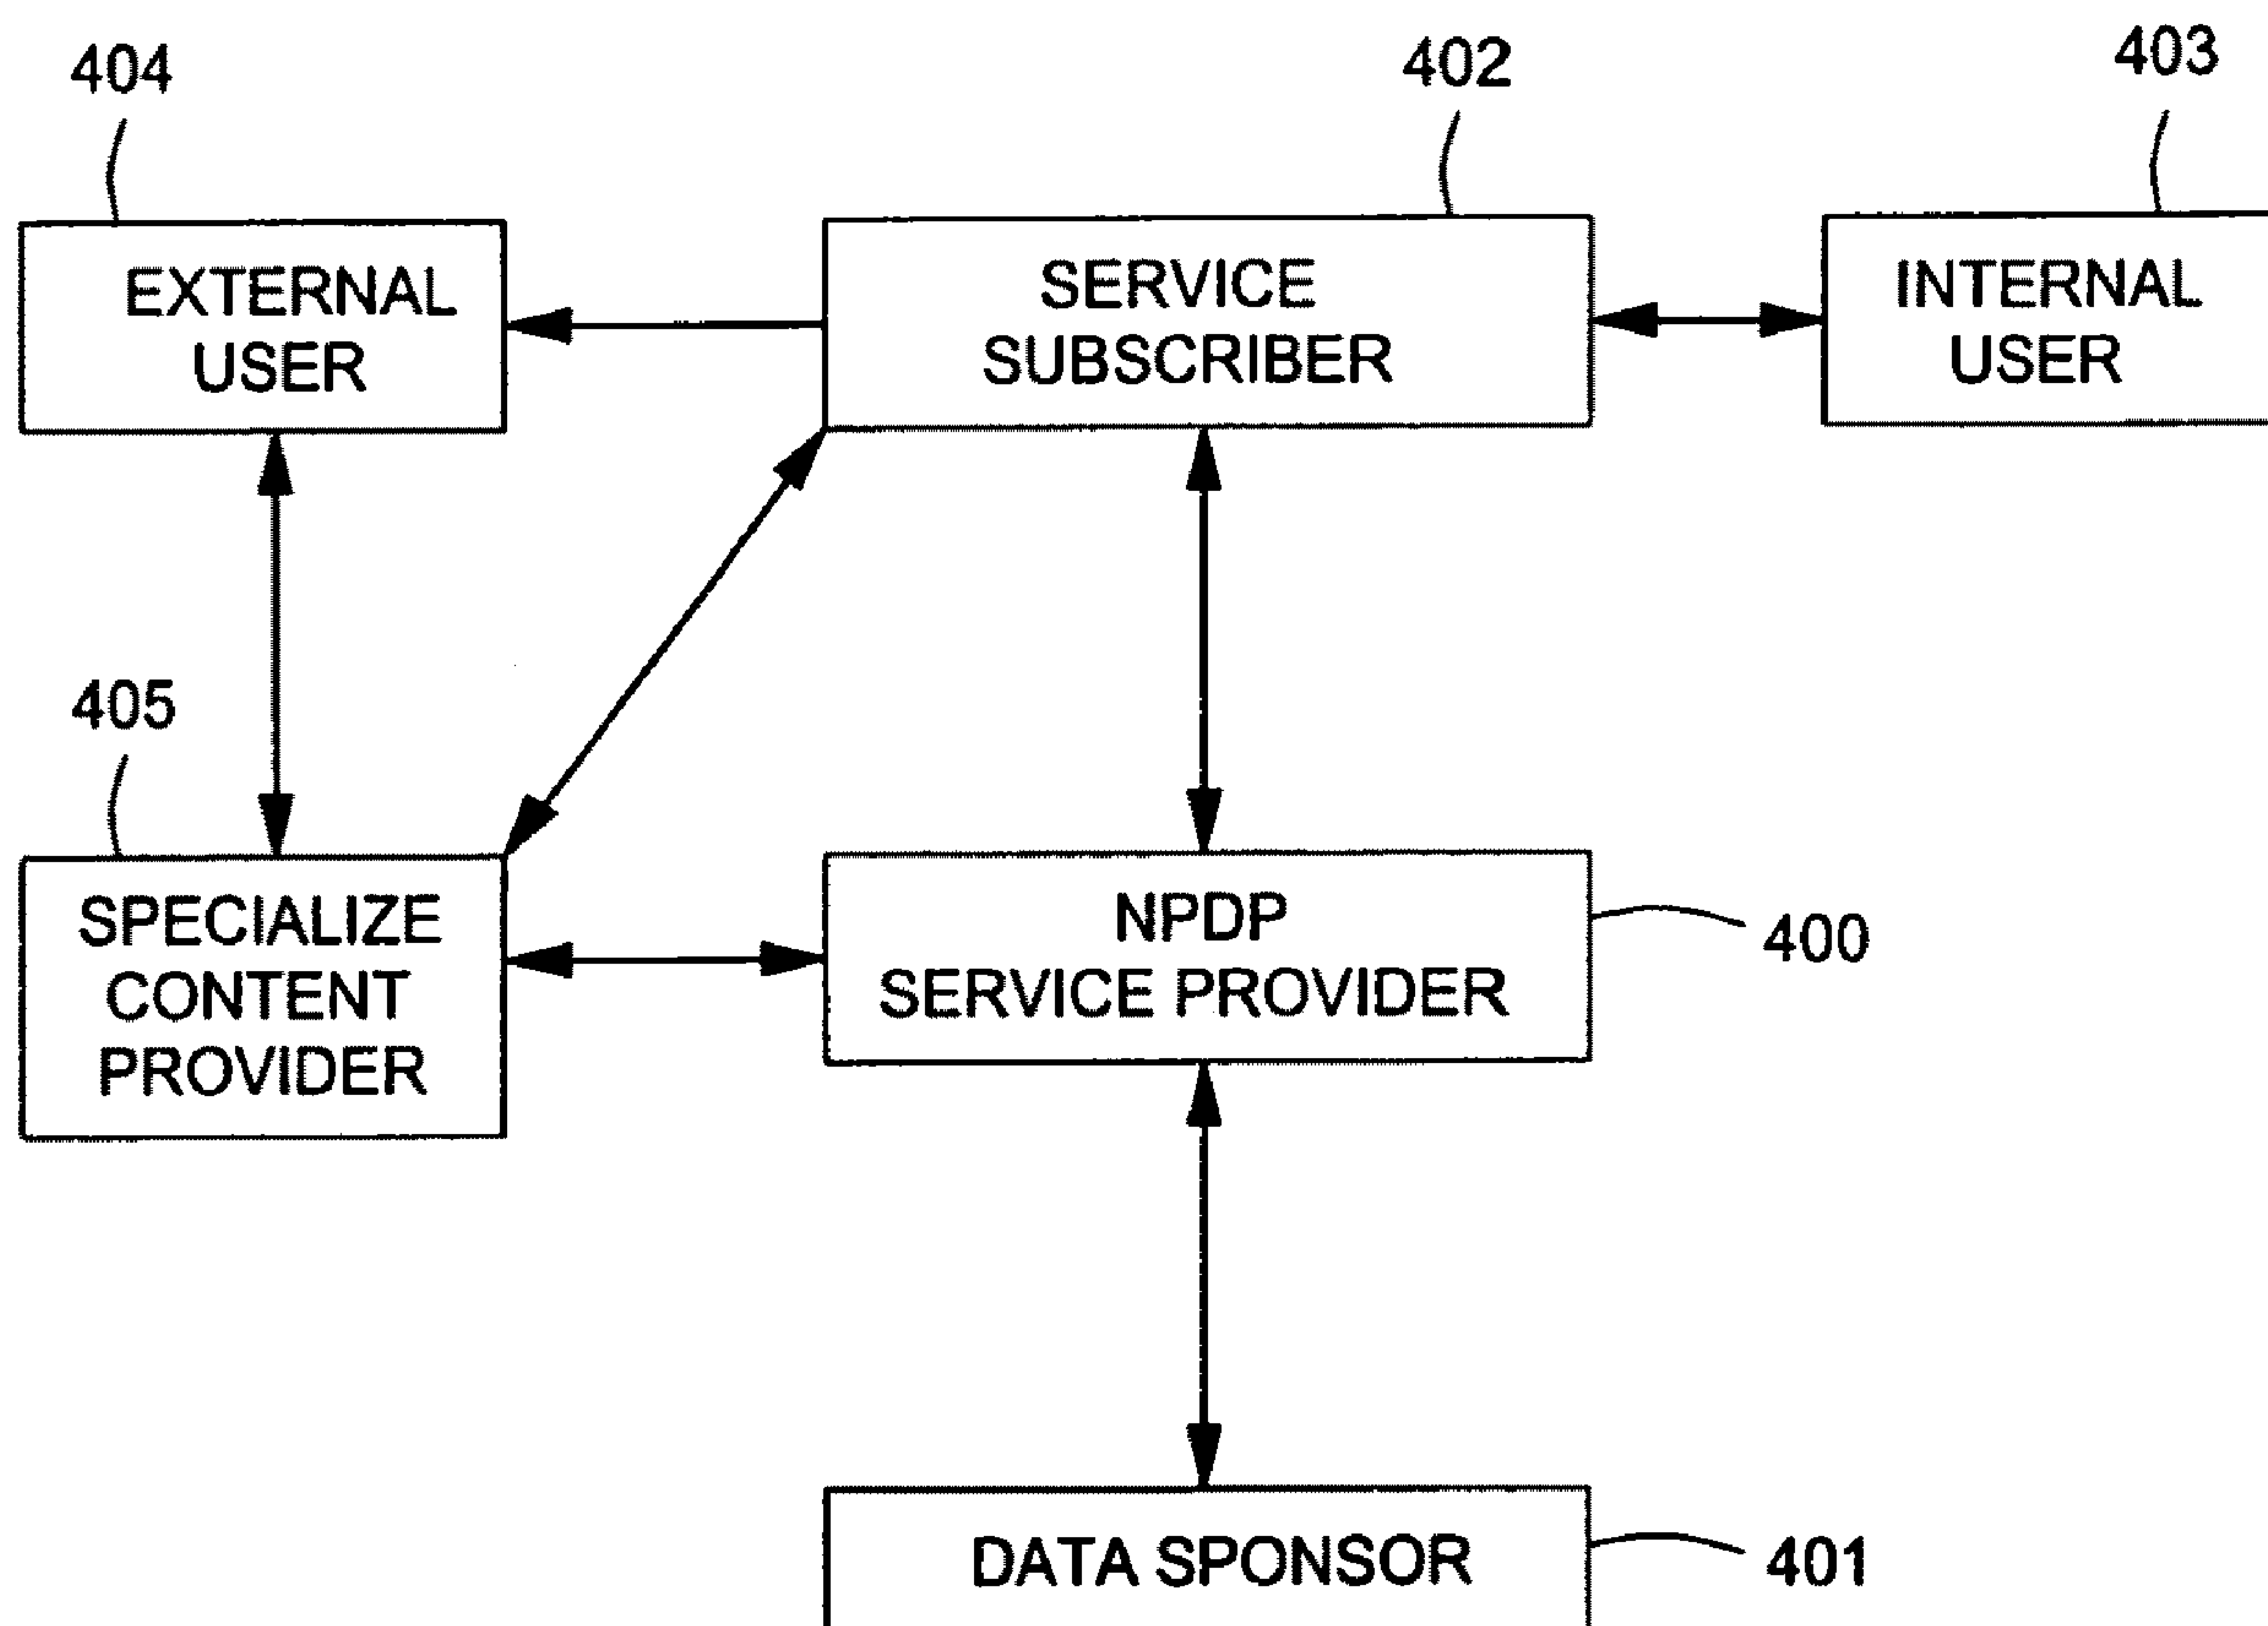 404
402
403
EXTERNAL
USER
SERVICE
SUBSCRIBER
INTERNAL
USER
405
SPECIALIZE
CONTENT
PROVIDER
NPDP
SERVICE PROVIDER
400
DATA SPONSOR
401